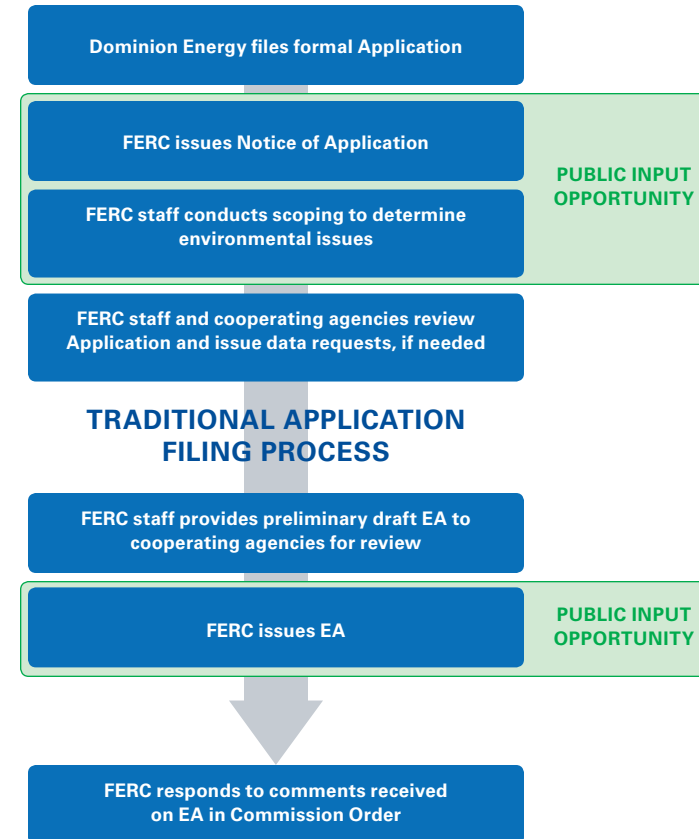 Dominion Energy files formal Application
FERC issues Notice of Application
PUBLIC INPUT
OPPORTUNITY
FERC staff conducts scoping to determine
environmental issues
FERC staff and cooperating agencies review
Application and issue data requests, if needed
TRADITIONAL APPLICATION
FILING PROCESS
FERC staff provides preliminary draft EA to
cooperating agencies for review
FERC issues EA
PUBLIC INPUT
OPPORTUNITY
FERC responds to comments received
on EA in Commission Order